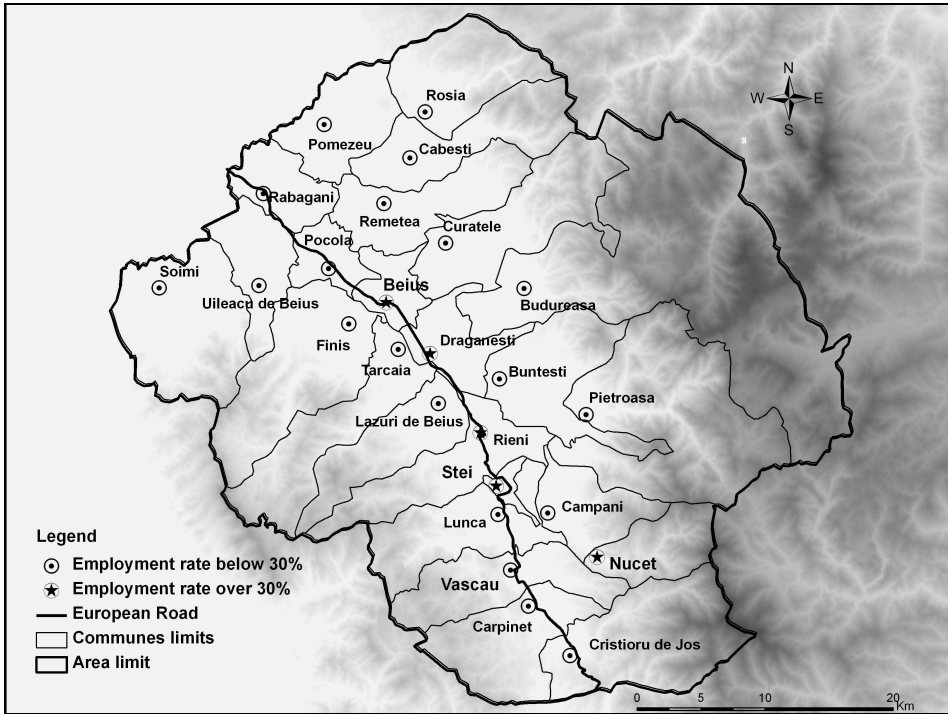 N
W E
S
Rosia
Pomezeu
Cabesti
Rabagani
Remetea
Curatele
Pocola
Soimi
Beius
Uileacu de Beius
Budureasa
Finis
Draganesti
Tarcaia
Buntesti
Pietroasa
Lazuri de Beius
Rieni
Stei
Lunca
Campani
Nucet
Vascau
Carpinet
Cristioru de Jos
Legend
Employment rate below 30%
Employment rate over 30%
European Road
Communes limits
Area limit
0 5 10 20
Km